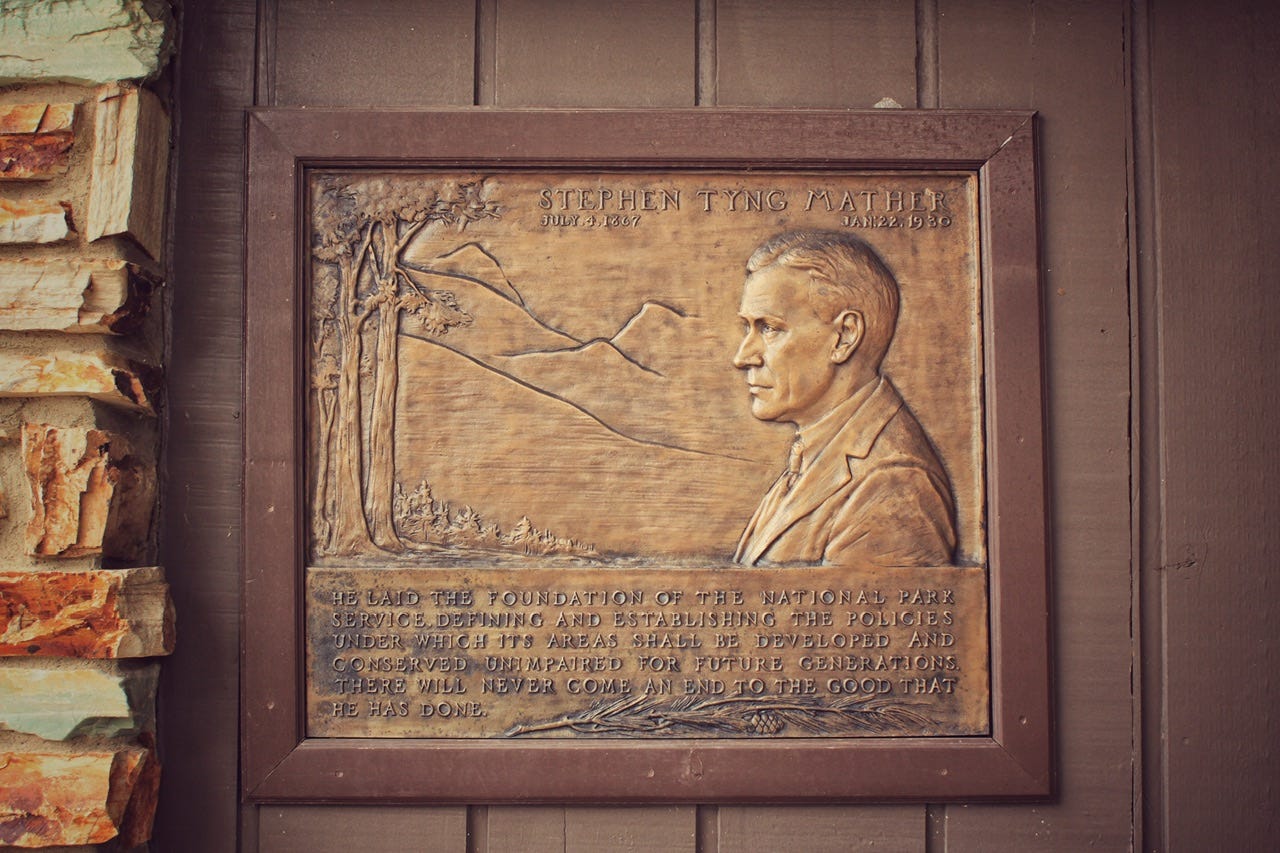 STEPHEN TYNG MATHER
JULY.4.1867 JAN.22.1930
HE LAID THE FOUNDATION OF THE NATIONAL PARK
SERVICE, DEFINING AND ESTABLISHING THE POLICIES
UNDER WHICH ITS AREAS SHALL BE DEVELOPED AND
CONSERVED UNIMPAIRED FOR FUTURE GENERATIONS.
THERE WILL NEVER COME AN END TO THE GOOD THAT
HE HAS DONE.